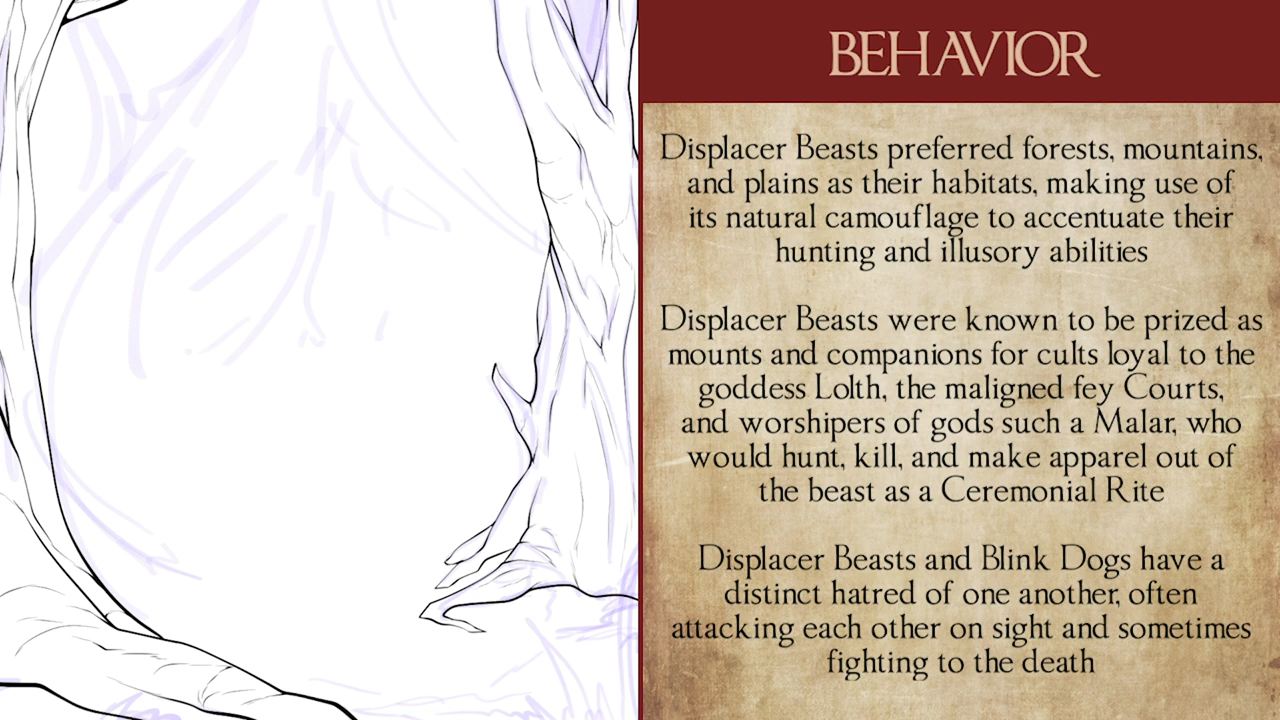 BEHAVIOR
Displacer Beasts preferred forests, mountains,
and plains as their habitats, making use of
its natural camouflage to accentuate their
hunting and illusory abilities
Displacer Beasts were known to be prized as
mounts and companions for cults loyal to the
goddess Lolth, the maligned fey Courts,
and worshipers of gods such a Malar, who
would hunt, kill, and make apparel out of
the beast as a Ceremonial Rite
Displacer Beasts and Blink Dogs have a
distinct hatred of one another, often
attacking each other on sight and sometimes
fighting to the death